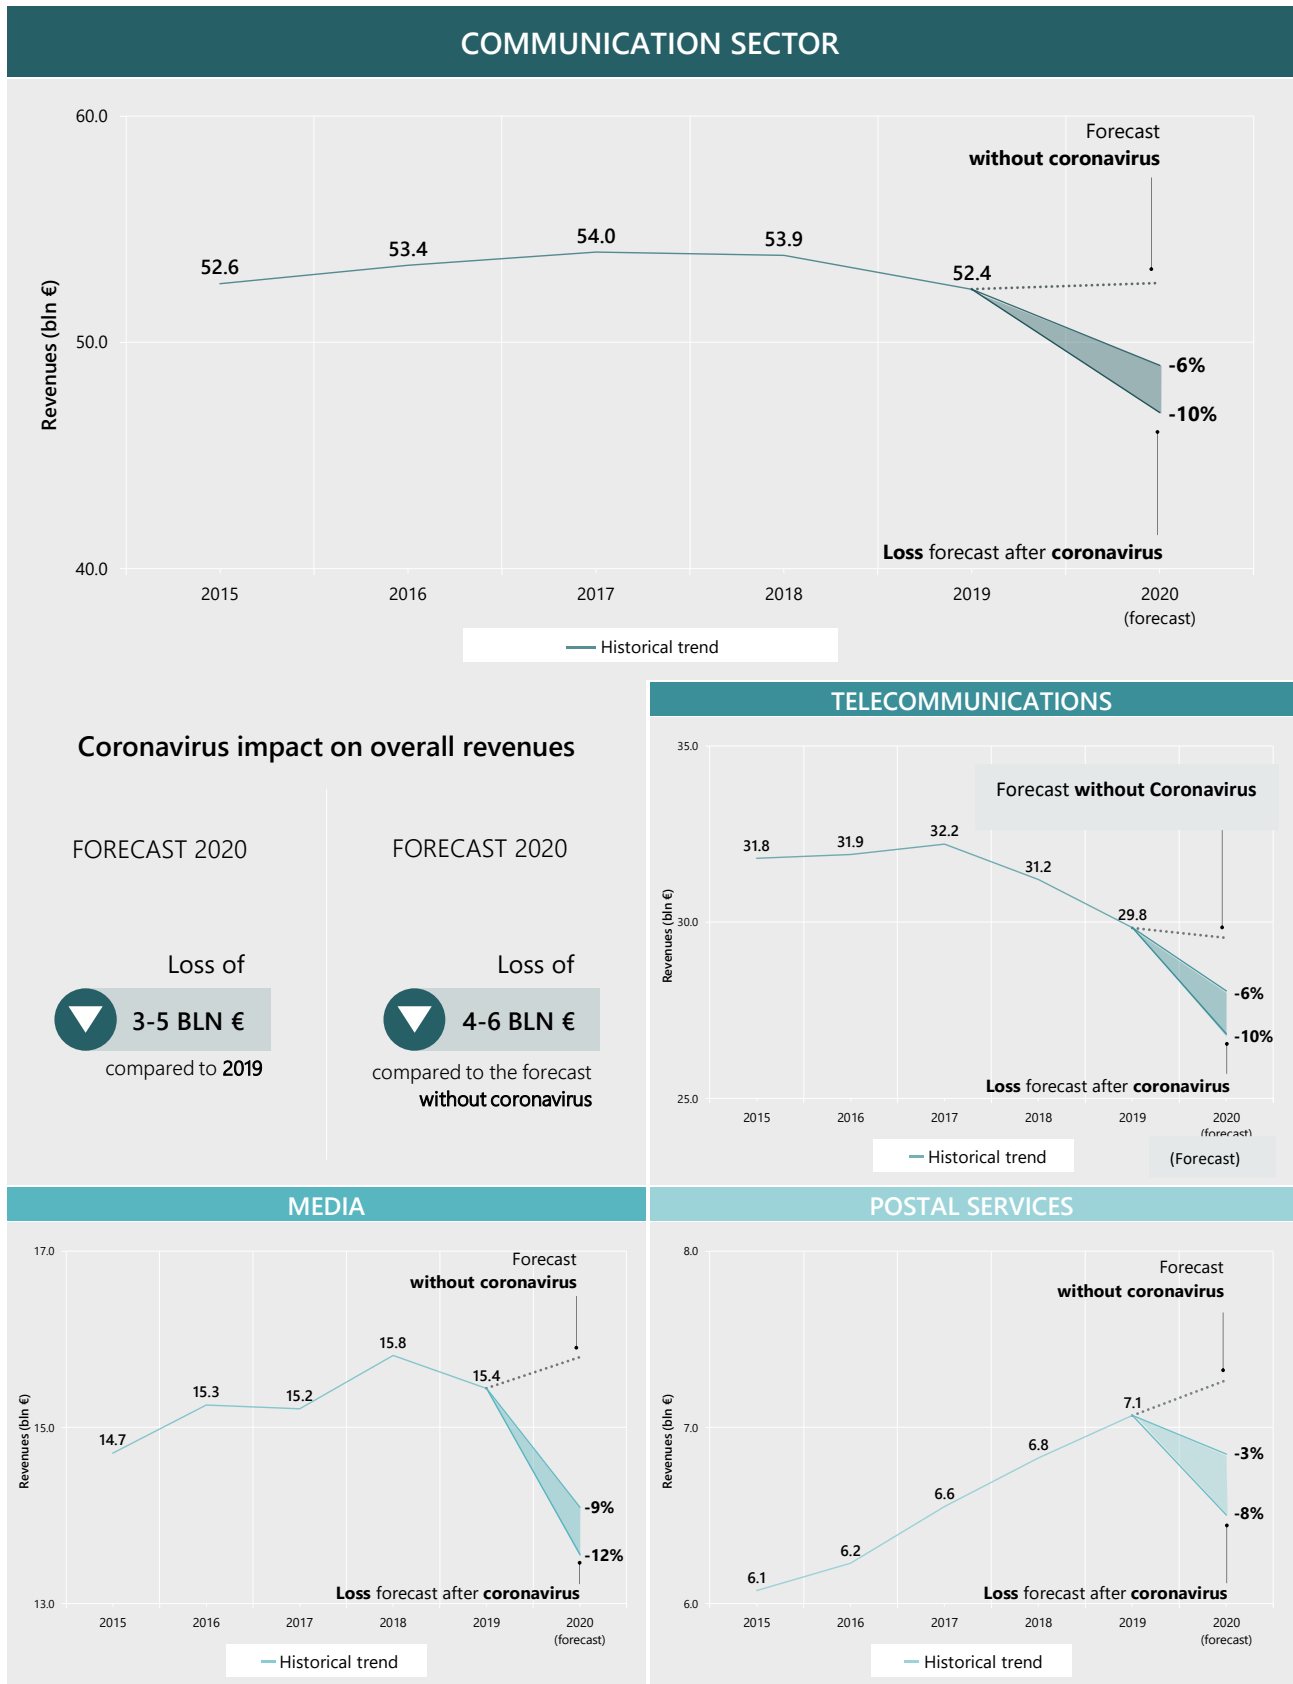 COMMUNICATION SECTOR
60.0
50.0
40.0
Revenues (bln €)
52.6
53.4
54.0
53.9
52.4
Forecast
without coronavirus
-6%
-10%
Loss forecast after coronavirus
2015
2016
2017
2018
2019
2020
(forecast)
Historical trend
Coronavirus impact on overall revenues
FORECAST 2020
Loss of
3-5 BLN €
compared to 2019
FORECAST 2020
Loss of
4-6 BLN €
compared to the forecast
without coronavirus
TELECOMMUNICATIONS
35.0
30.0
25.0
Revenues (bln €)
31.8
31.9
32.2
31.2
29.8
Forecast without Coronavirus
-6%
-10%
Loss forecast after coronavirus
2015
2016
2017
2018
2019
2020
(forecast)
(Forecast)
Historical trend
MEDIA
17.0
15.0
13.0
Revenues (bln €)
14.7
15.3
15.2
15.8
15.4
Forecast
without coronavirus
-9%
-12%
Loss forecast after coronavirus
2015
2016
2017
2018
2019
2020
(forecast)
Historical trend
POSTAL SERVICES
8.0
7.0
6.0
Revenues (bln €)
6.1
6.2
6.6
6.8
7.1
Forecast
without coronavirus
-3%
-8%
Loss forecast after coronavirus
2015
2016
2017
2018
2019
2020
(forecast)
Historical trend